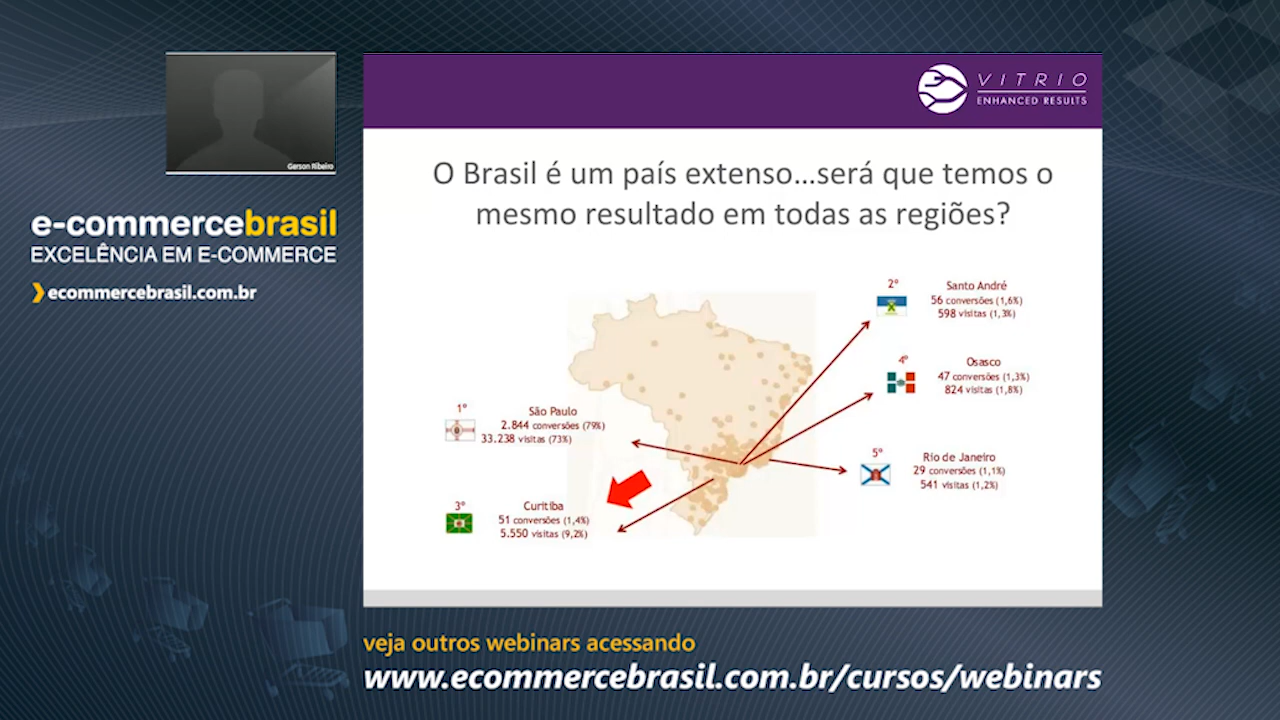 Gerson Ribeiro
e-commercebrasil
EXCELÊNCIA EM E-COMMERCE
ecommercebrasil.com.br
VITRIO
ENHANCED RESULTS
O Brasil é um país extenso...será que temos o
mesmo resultado em todas as regiões?
1º
São Paulo
2.844 conversões (79%)
33.238 visitas (73%)
3º
Curitiba
51 conversões (1,4%)
5.550 visitas (9,2%)
2º
Santo André
56 conversões (1,6%)
598 visitas (1,3%)
4º
Osasco
47 conversões (1,3%)
824 visitas (1,8%)
5º
Rio de Janeiro
29 conversões (1,1%)
541 visitas (1,2%)
veja outros webinars acessando
www.ecommercebrasil.com.br/cursos/webinars